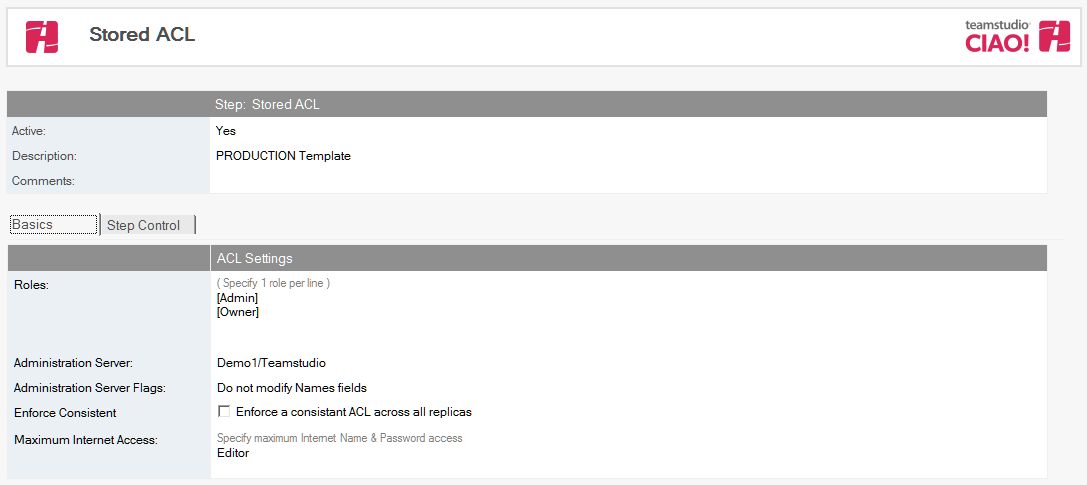 Stored ACL
teamstudio
CIAO!
Step: Stored ACL
Active: Yes
Description: PRODUCTION Template
Comments:
Basics Step Control
ACL Settings
Roles: ( Specify 1 role per line )
[Admin]
[Owner]
Administration Server: Demo1/Teamstudio
Administration Server Flags: Do not modify Names fields
Enforce Consistent Enforce a consistant ACL across all replicas
Maximum Internet Access: Specify maximum Internet Name & Password access
Editor